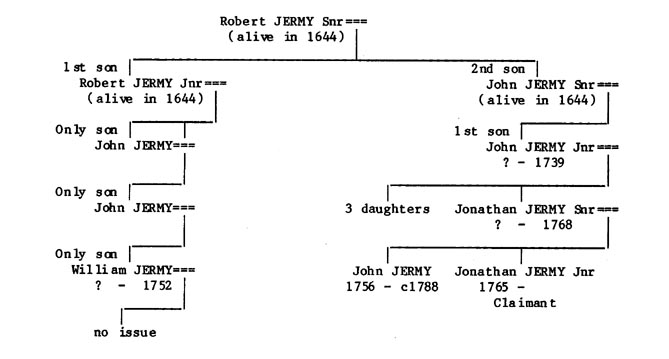 Robert JERMY Snr===
(alive in 1644)
1st son
Robert JERMY Jnr===
(alive in 1644)
2nd son
John JERMY Snr===
(alive in 1644)
Only son
John JERMY===
1st son
John JERMY Jnr===
? - 1739
Only son
John JERMY===
3 daughters
Jonathan JERMY Snr===
? - 1768
Only son
William JERMY===
? - 1752
John JERMY
1756 - c1788
Jonathan JERMY Jnr
1765 -
Claimant
no issue